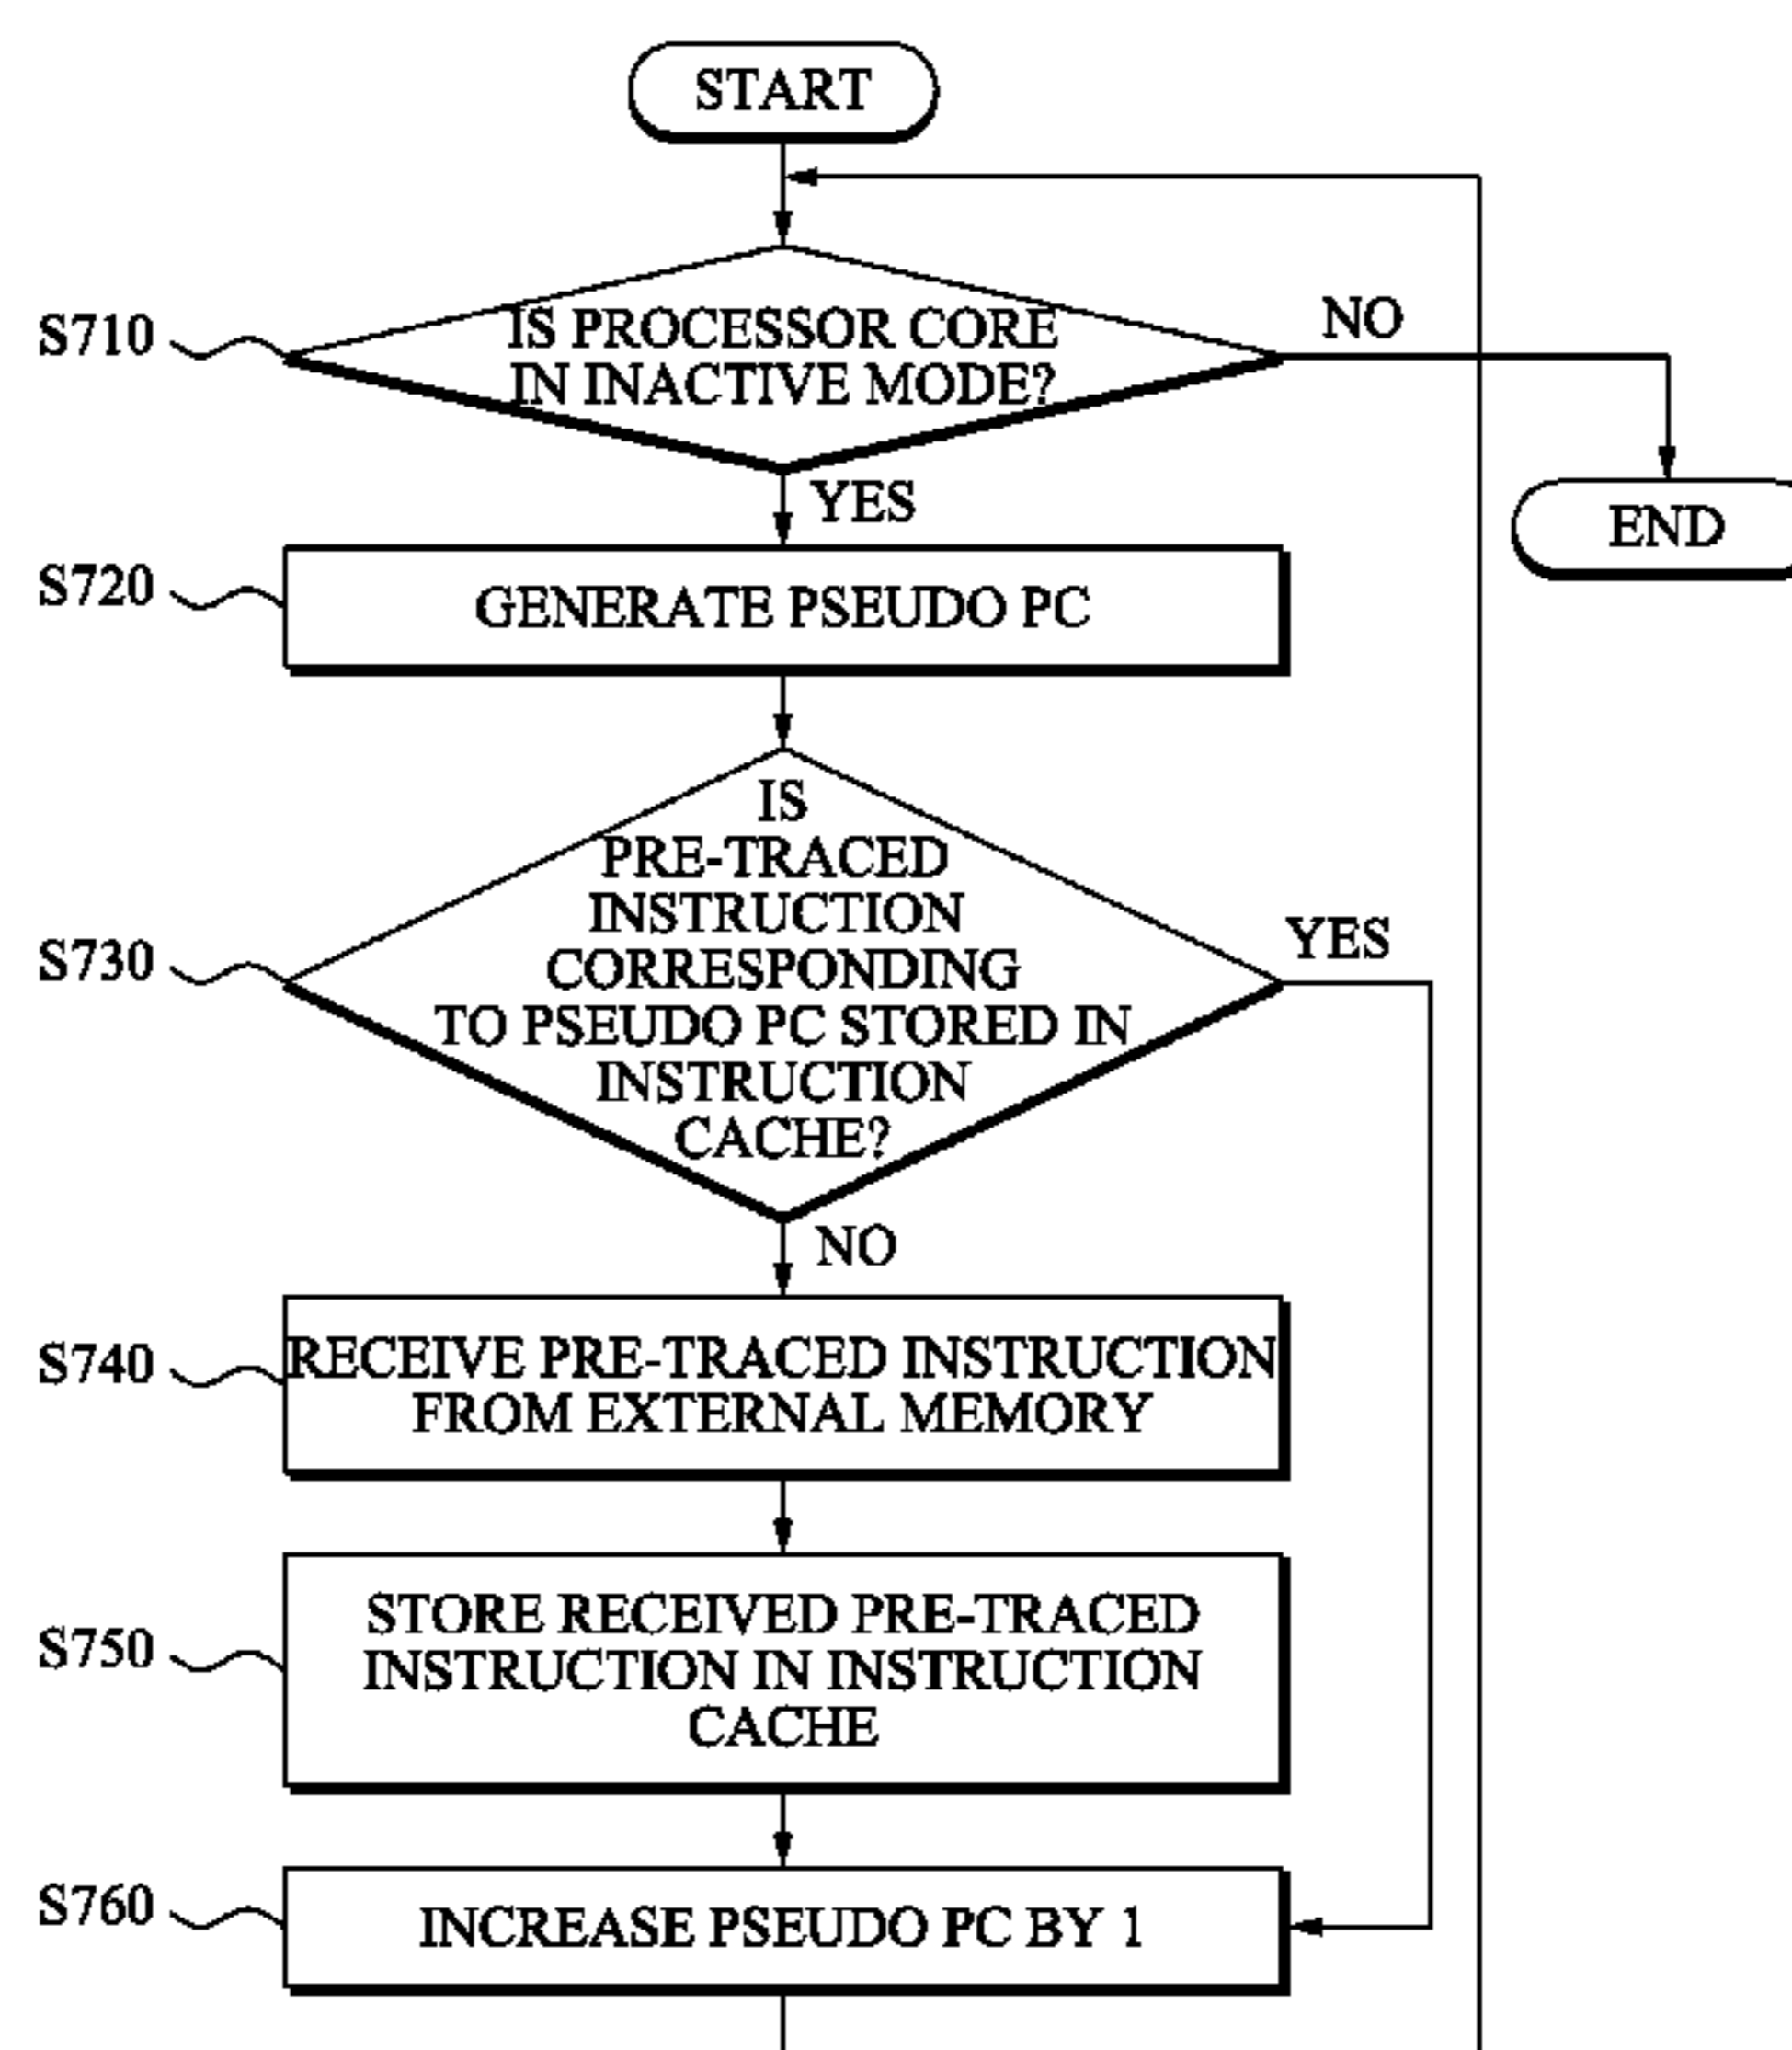 START
S710
IS PROCESSOR CORE
IN INACTIVE MODE?
NO
YES
END
S720
GENERATE PSEUDO PC
S730
IS
PRE-TRACED
INSTRUCTION
CORRESPONDING
TO PSEUDO PC STORED IN
INSTRUCTION
CACHE?
YES
NO
S740
RECEIVE PRE-TRACED INSTRUCTION
FROM EXTERNAL MEMORY
S750
STORE RECEIVED PRE-TRACED
INSTRUCTION IN INSTRUCTION
CACHE
S760
INCREASE PSEUDO PC BY 1